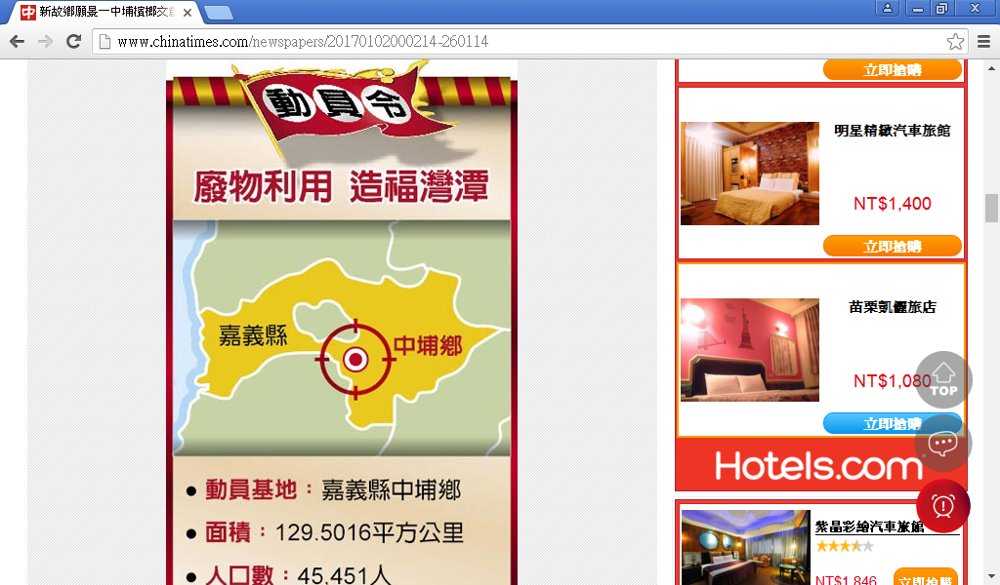 新故鄉願景－中埔檳榔文創
www.chinatimes.com/newspapers/20170102000214-260114
動員令
廢物利用 造福灣潭
嘉義縣
中埔鄉
● 動員基地：嘉義縣中埔鄉
● 面積：129.5016平方公里
● 人口數：45,451人
立即搶購
明星精緻汽車旅館
NT$1,400
立即搶購
苗栗凱儷旅店
NT$1,080
TOP
立即搶購
Hotels.com
紫晶彩繪汽車旅館
NT$1,846
立即搶購